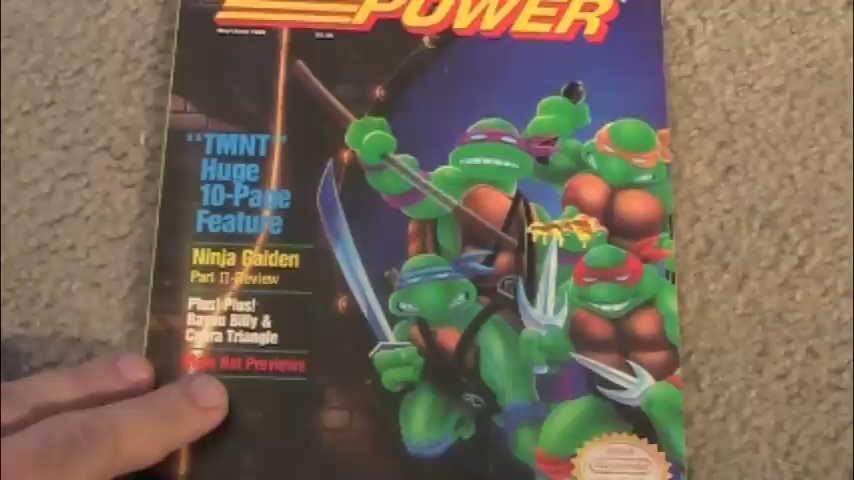 POWER
"TMNT"
Huge
10-Page
Feature
Ninja Gaiden
Part II-Review
Plus! Plus!
Bayou Billy &
Cobra Triangle
Hot Previews